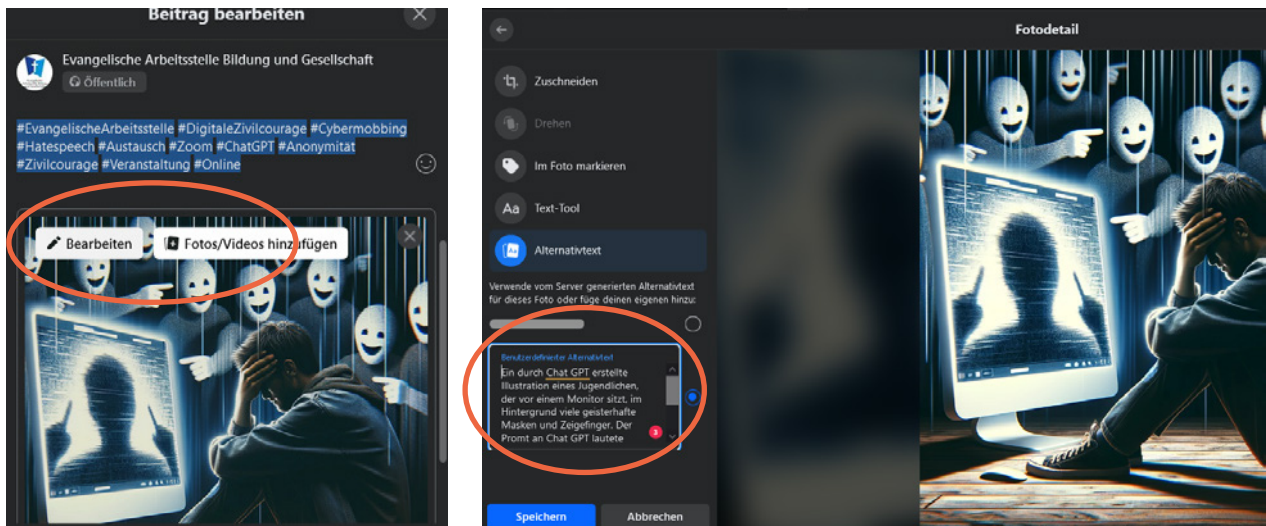 Beitrag bearbeiten
Evangelische Arbeitsstelle Bildung und Gesellschaft
Öffentlich
#EvangelischeArbeitsstelle #DigitaleZivilcourage #Cybermobbing
#Hatespeech #Austausch #Zoom #ChatGPT #Anonymität
#Zivilcourage #Veranstaltung #Online
Bearbeiten
Fotos/Videos hinzufügen
Fotodetail
Zuschneiden
Drehen
Im Foto markieren
Aa Text-Tool
Alternativtext
Verwende vom Server generierten Alternativtext
für dieses Foto oder füge deinen eigenen hinzu:
Benutzerdefinierter Alternativtext
Ein durch Chat GPT erstellte
Illustration eines Jugendlichen,
der vor einem Monitor sitzt, im
Hintergrund viele geisterhafte
Masken und Zeigefinger. Der
Promt an Chat GPT lautete
3
Speichern
Abbrechen